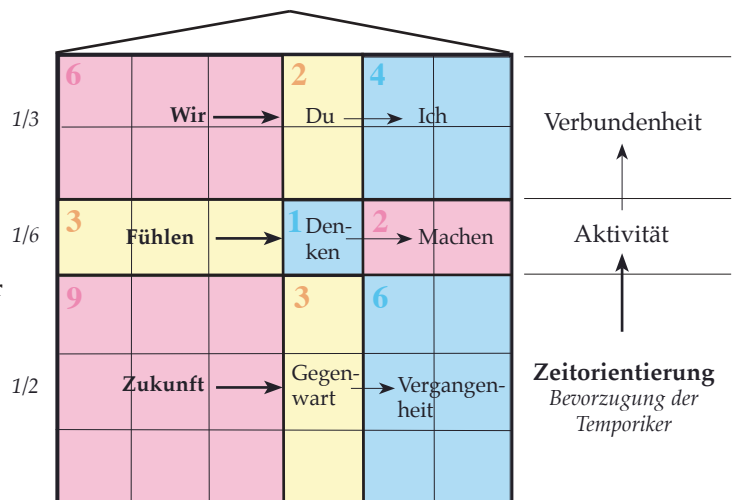 6 2 4
1/3 Wir Du Ich Verbundenheit
3 1 2
1/6 Fühlen Den-
ken Machen Aktivität
9 3 6
1/2 Zukunft Gegen-
wart Vergangen-
heit
Zeitorientierung
Bevorzugung der
Temporiker